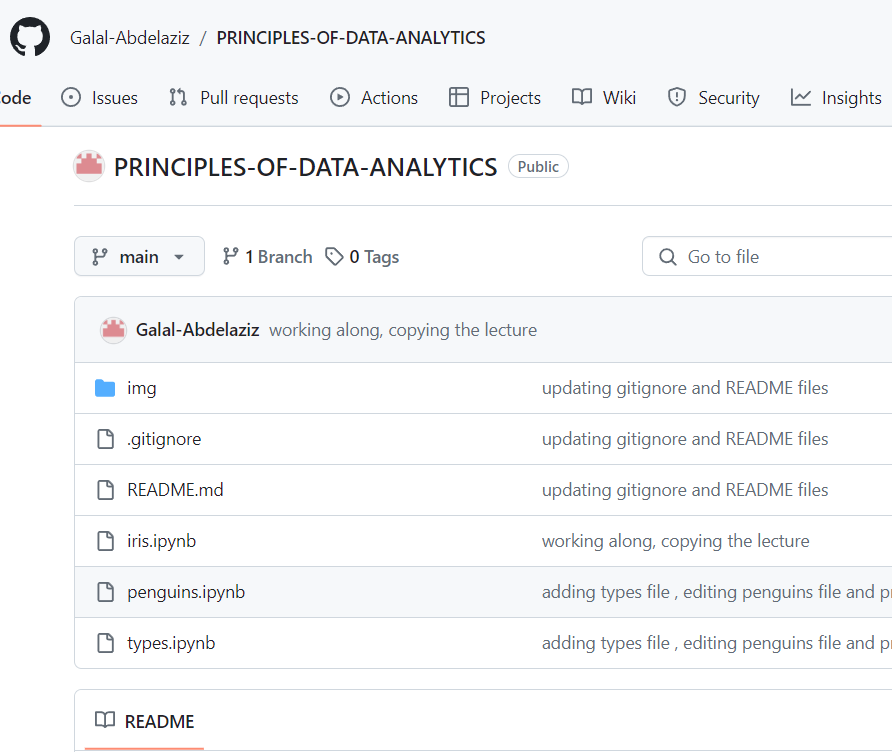 Galal-Abdelaziz / PRINCIPLES-OF-DATA-ANALYTICS
ode Issues Pull requests Actions Projects Wiki Security Insights
PRINCIPLES-OF-DATA-ANALYTICS Public
main 1 Branch 0 Tags Go to file
Galal-Abdelaziz working along, copying the lecture
img updating gitignore and README files
.gitignore updating gitignore and README files
README.md updating gitignore and README files
iris.ipynb working along, copying the lecture
penguins.ipynb adding types file , editing penguins file and p
types.ipynb adding types file , editing penguins file and p
README